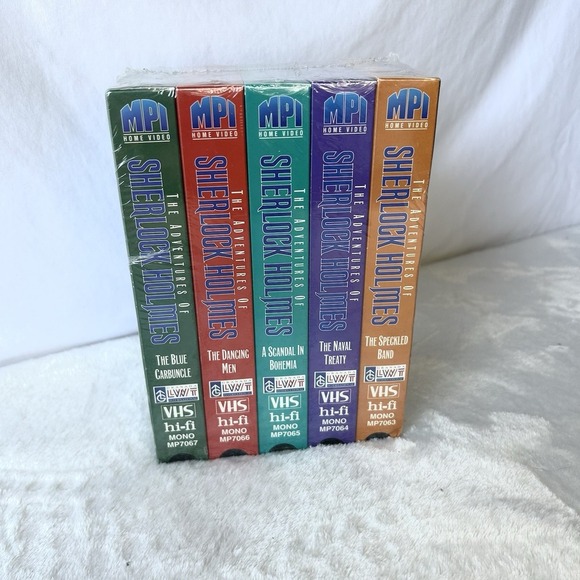 MPI
HOME VIDEO
THE ADVENTURES OF
SHERLOCK HOLMES
THE BLUE
CARBUNCLE
LWT
VHS
hi-fi
MONO
MP7067
MPI
HOME VIDEO
THE ADVENTURES OF
SHERLOCK HOLMES
THE DANCING
MEN
LWT
VHS
hi-fi
MONO
MP7066
MPI
HOME VIDEO
THE ADVENTURES OF
SHERLOCK HOLMES
A SCANDAL IN
BOHEMIA
LWT
VHS
hi-fi
MONO
MP7065
MPI
HOME VIDEO
THE ADVENTURES OF
SHERLOCK HOLMES
THE NAVAL
TREATY
LWT
VHS
hi-fi
MONO
MP7064
MPI
HOME VIDEO
THE ADVENTURES OF
SHERLOCK HOLMES
THE SPECKLED
BAND
LWT
VHS
hi-fi
MONO
MP7063